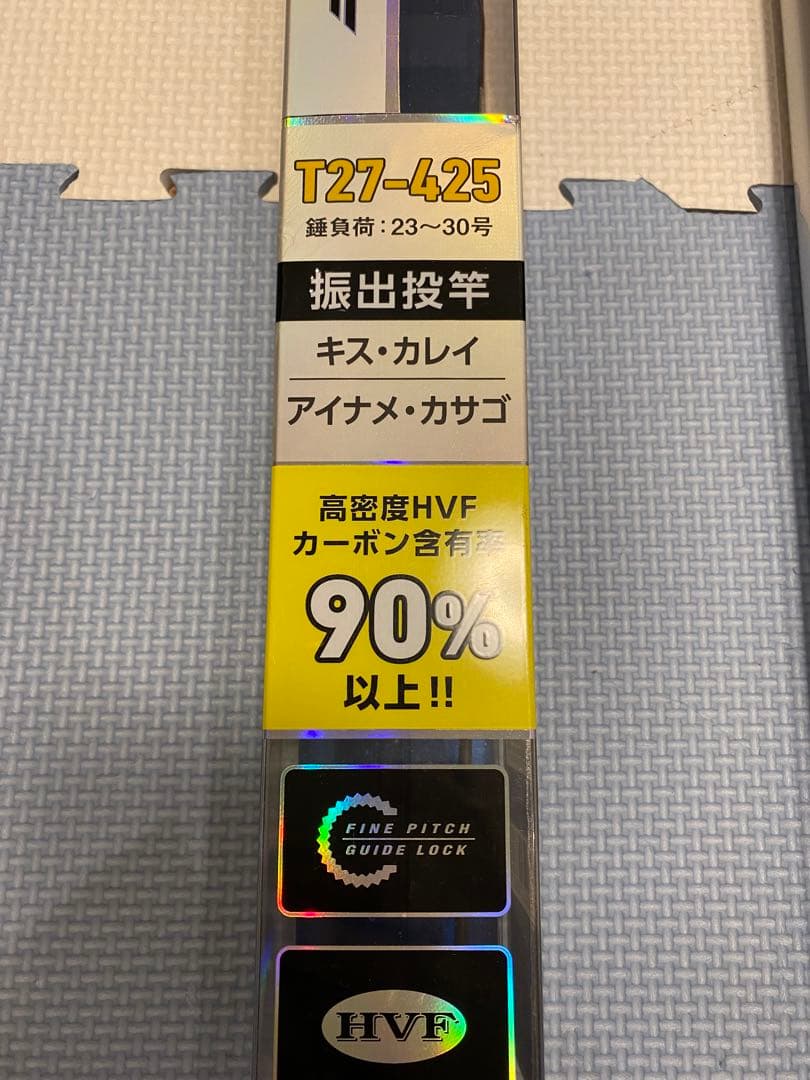 T27-425
錘負荷:23〜30号
振出投竿
キス・カレイ
アイナメ・カサゴ
高密度HVF
カーボン含有率
90%
以上!!
FINE PITCH
GUIDE LOCK
HVF